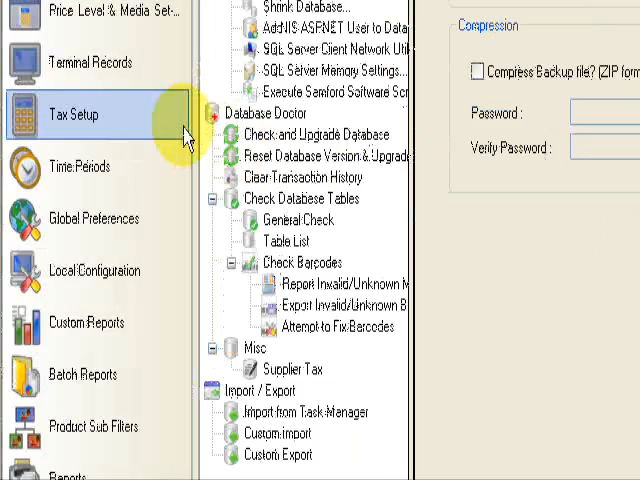 Price Level & Media Set-...
Terminal Records
Tax Setup
Time Periods
Global Preferences
Local Configuration
Custom Reports
Batch Reports
Product Sub Filters
Reports
Shrink Database...
Add NIS ASP.NET User to Data
SQL Server Client Network Uti
SQL Server Memory Settings...
Execute Samford Software Scr
Database Doctor
Check and Upgrade Database
Reset Database Version & Upgrade
Clear Transaction History
Check Database Tables
General Check
Table List
Check Barcodes
Report Invalid/Unknown
Export Invalid/Unknown B
Attempt to Fix Barcodes
Misc
Supplier Tax
Import / Export
Import from Task Manager
Custom Import
Custom Export
Compression
Compress Backup file? (ZIP form
Password :
Verify Password :